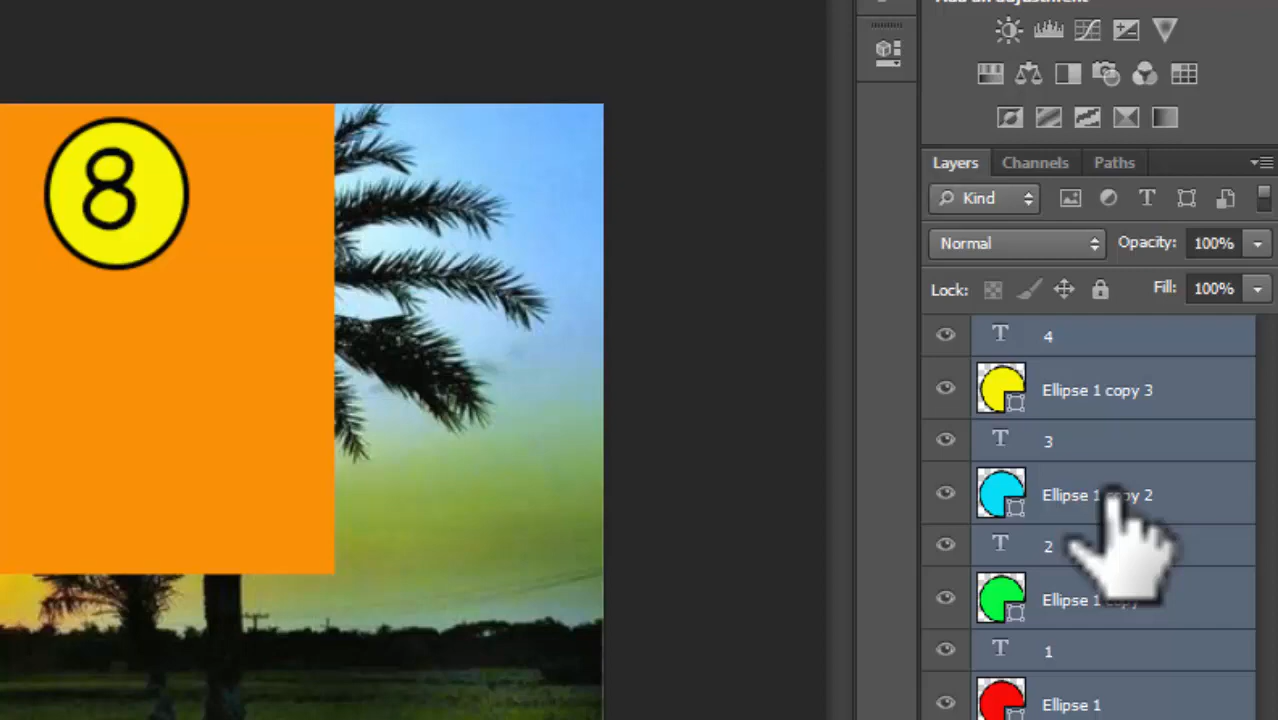 8
Layers Channels Paths
Kind T
Normal Opacity: 100%
Lock: Fill: 100%
T 4
Ellipse 1 copy 3
T 3
Ellipse 1 copy 2
T 2
Ellipse 1 copy
T 1
Ellipse 1